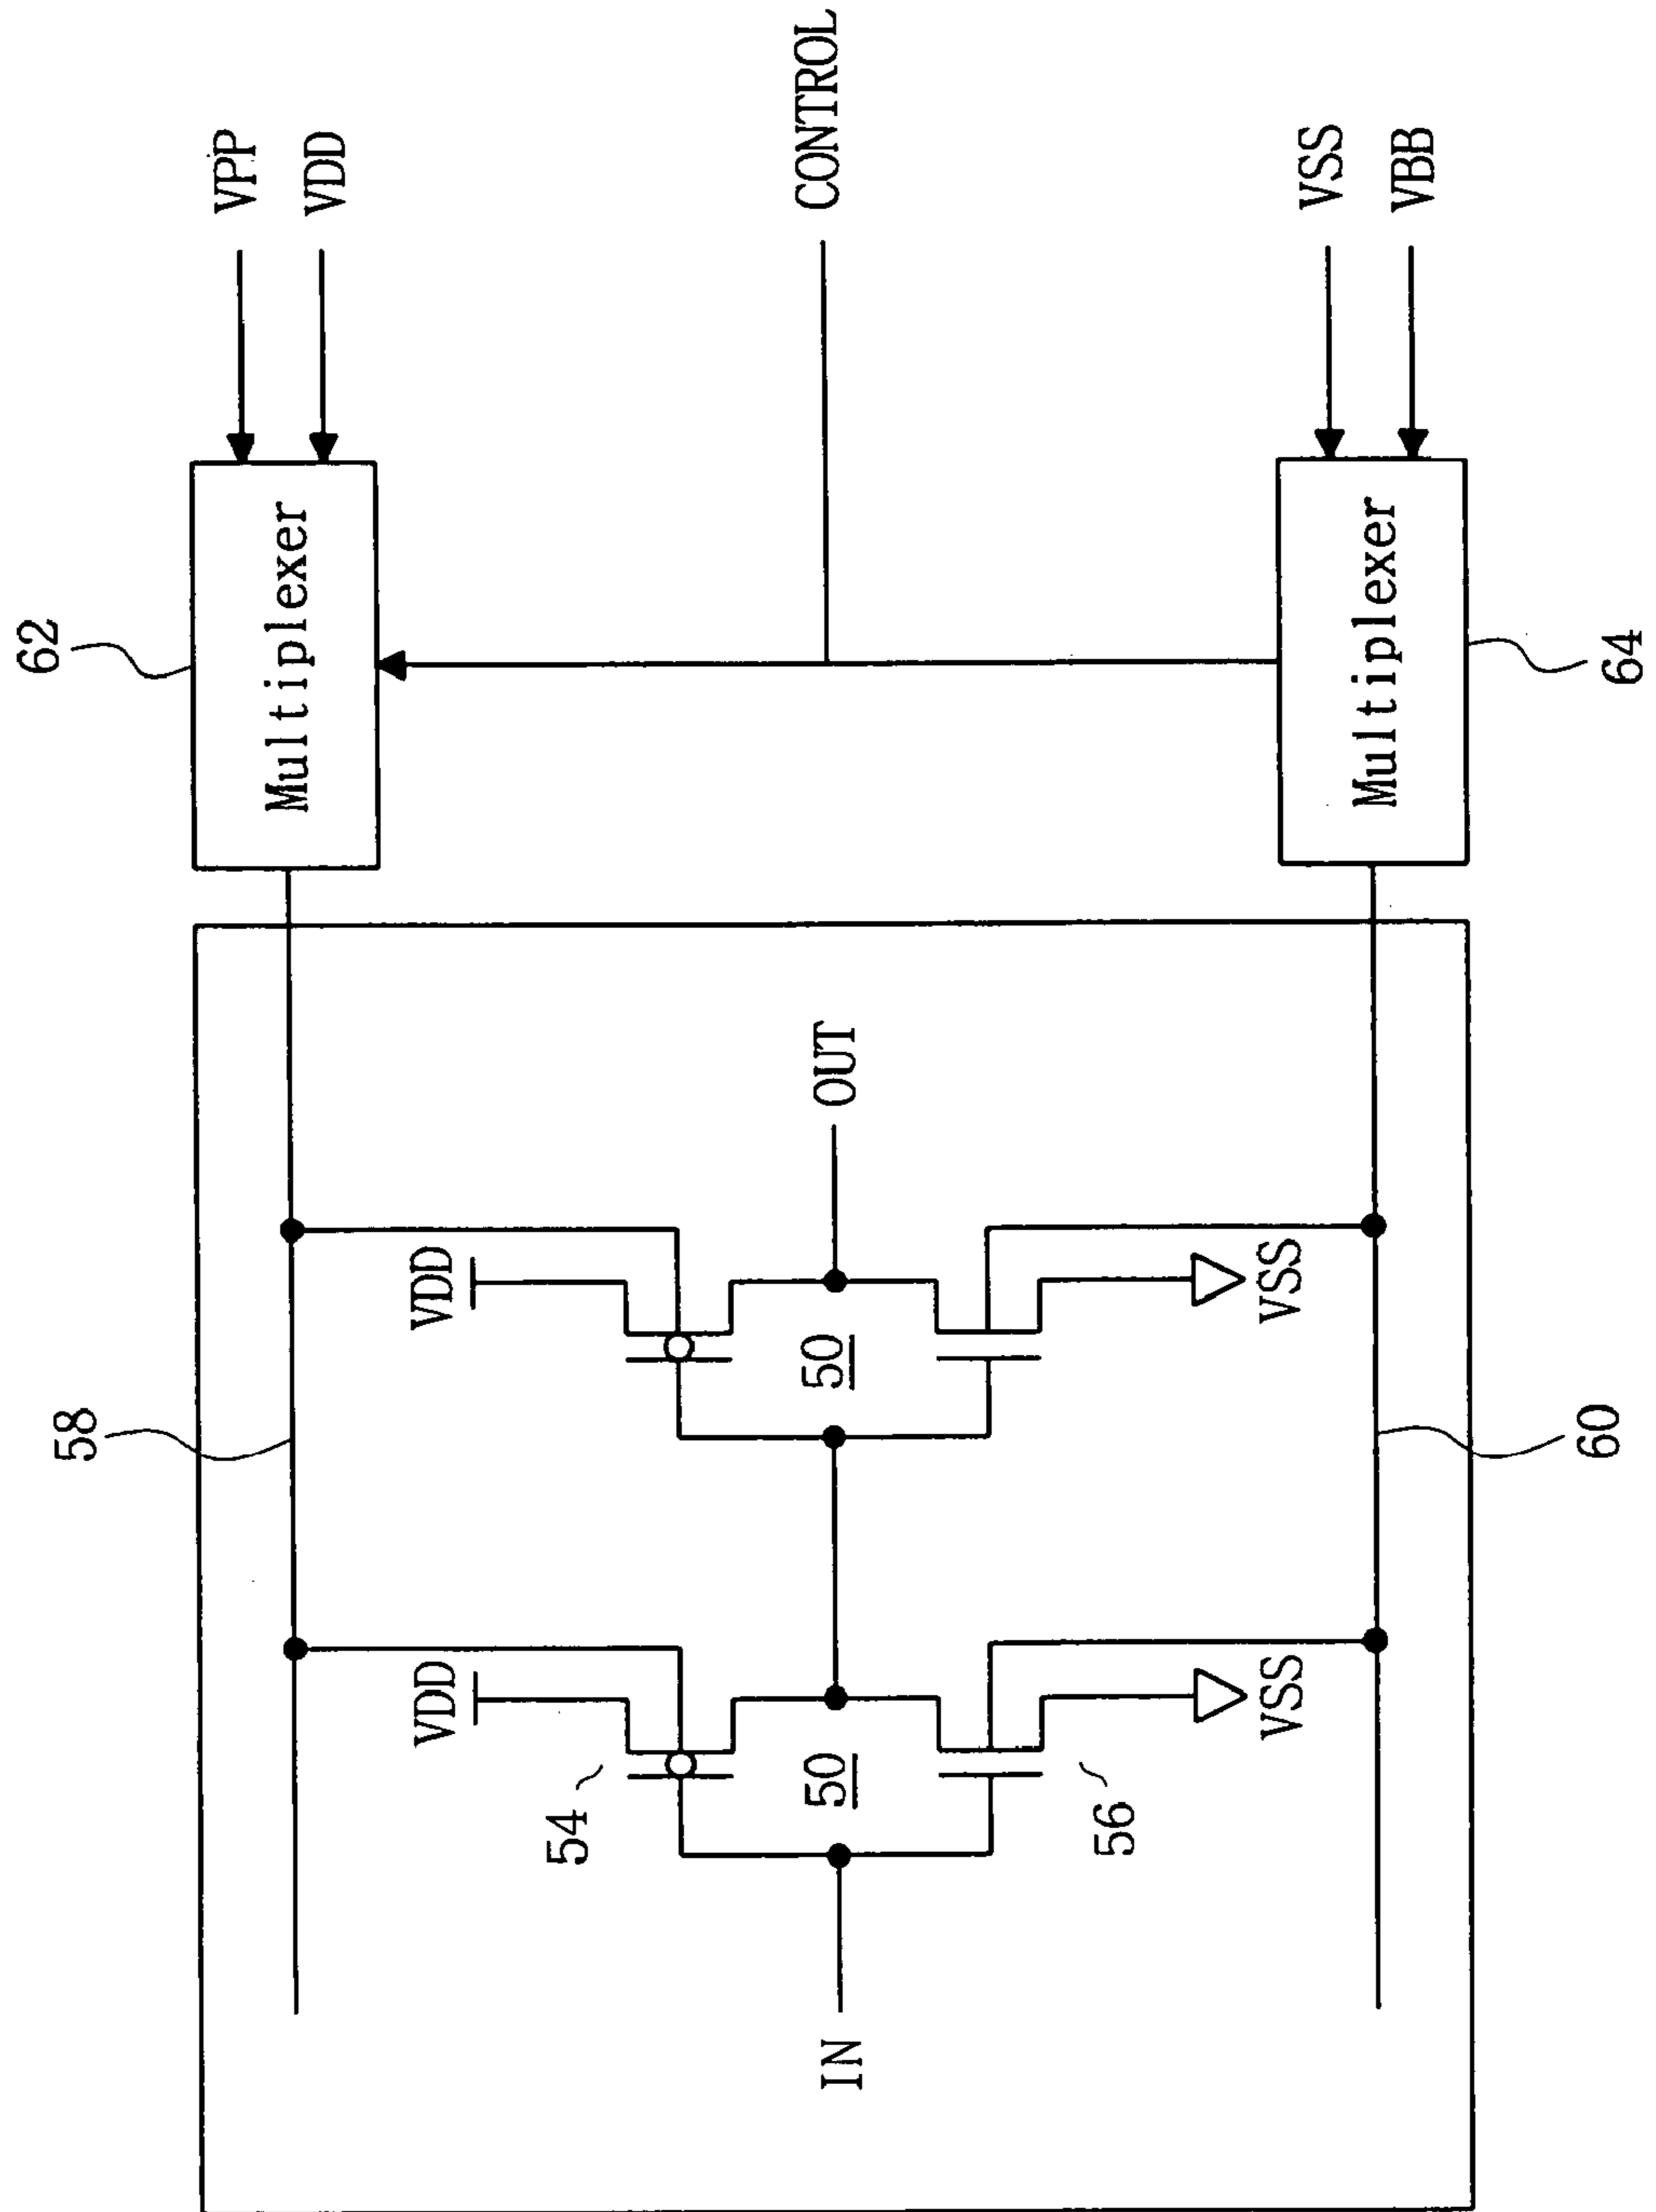 62
58
VPP
Multiplexer
VDD
VDD
VDD
54
IN
50
50
OUT
CONTROL
56
VSS
VSS
VSS
Multiplexer
VBB
60
64